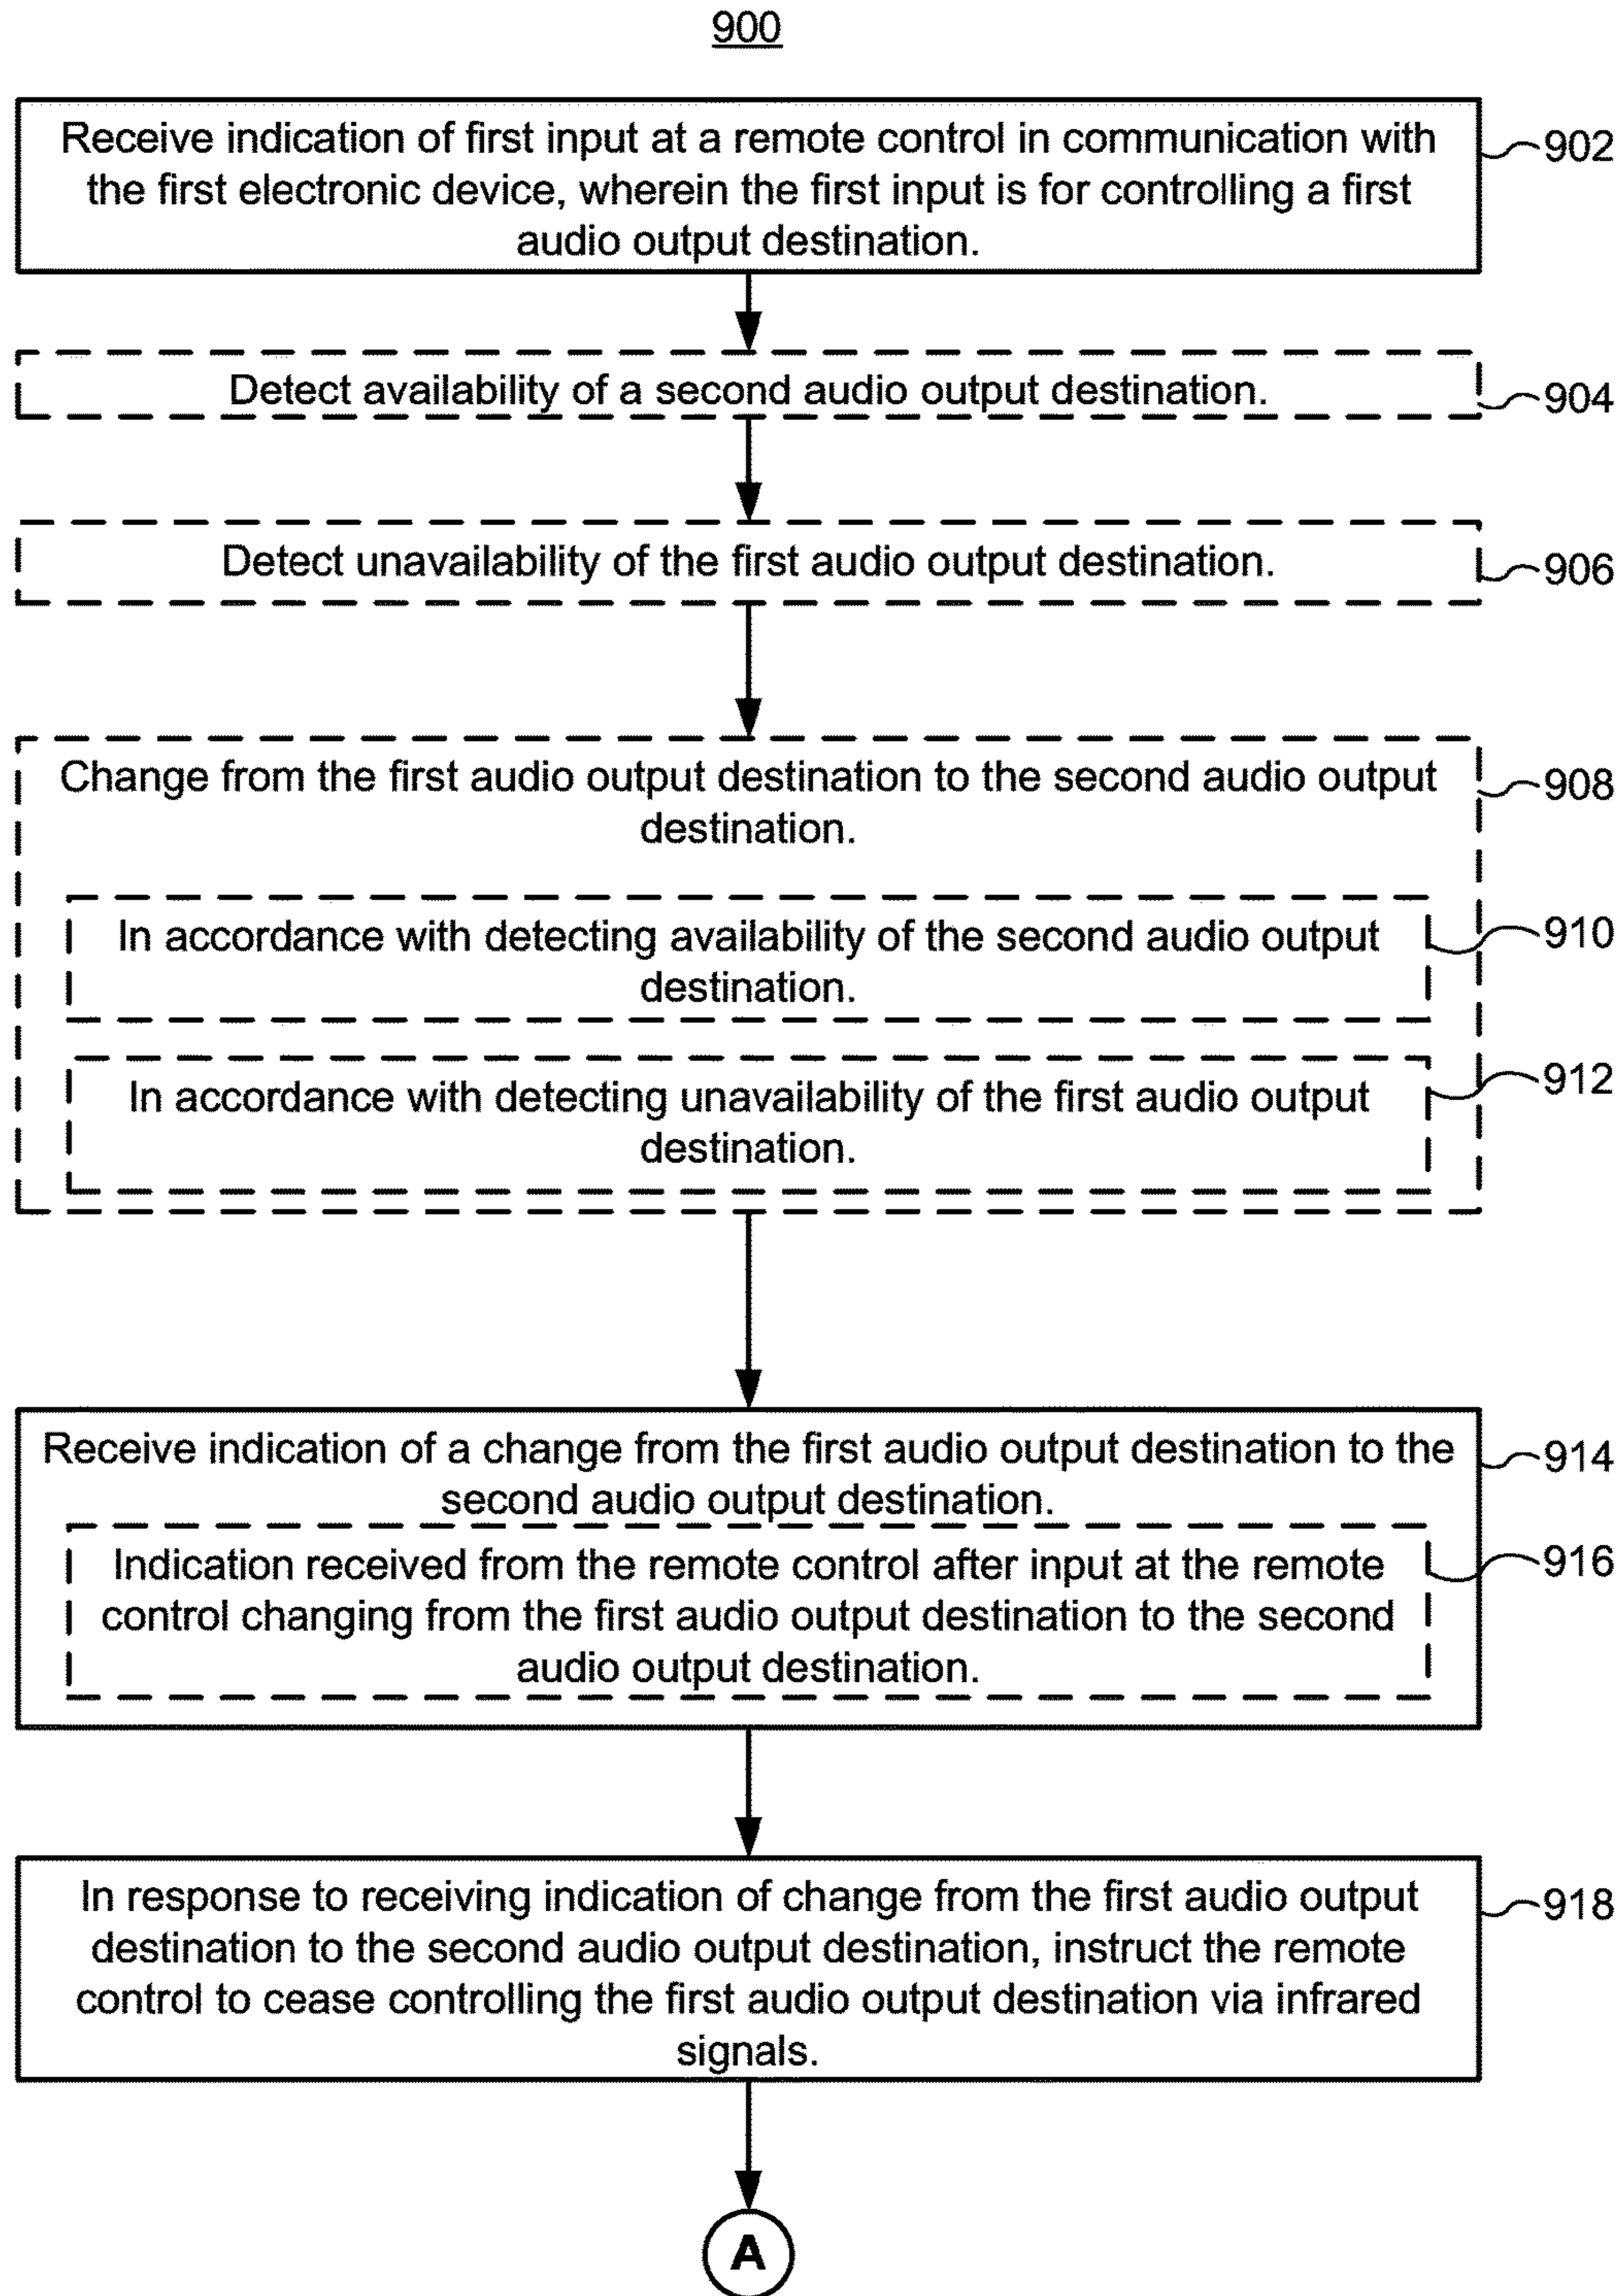 900
Receive indication of first input at a remote control in communication with
the first electronic device, wherein the first input is for controlling a first
audio output destination.
902
Detect availability of a second audio output destination.
904
Detect unavailability of the first audio output destination.
906
Change from the first audio output destination to the second audio output
destination.
908
In accordance with detecting availability of the second audio output
destination.
910
In accordance with detecting unavailability of the first audio output
destination.
912
Receive indication of a change from the first audio output destination to the
second audio output destination.
914
Indication received from the remote control after input at the remote
control changing from the first audio output destination to the second
audio output destination.
916
In response to receiving indication of change from the first audio output
destination to the second audio output destination, instruct the remote
control to cease controlling the first audio output destination via infrared
signals.
918
A